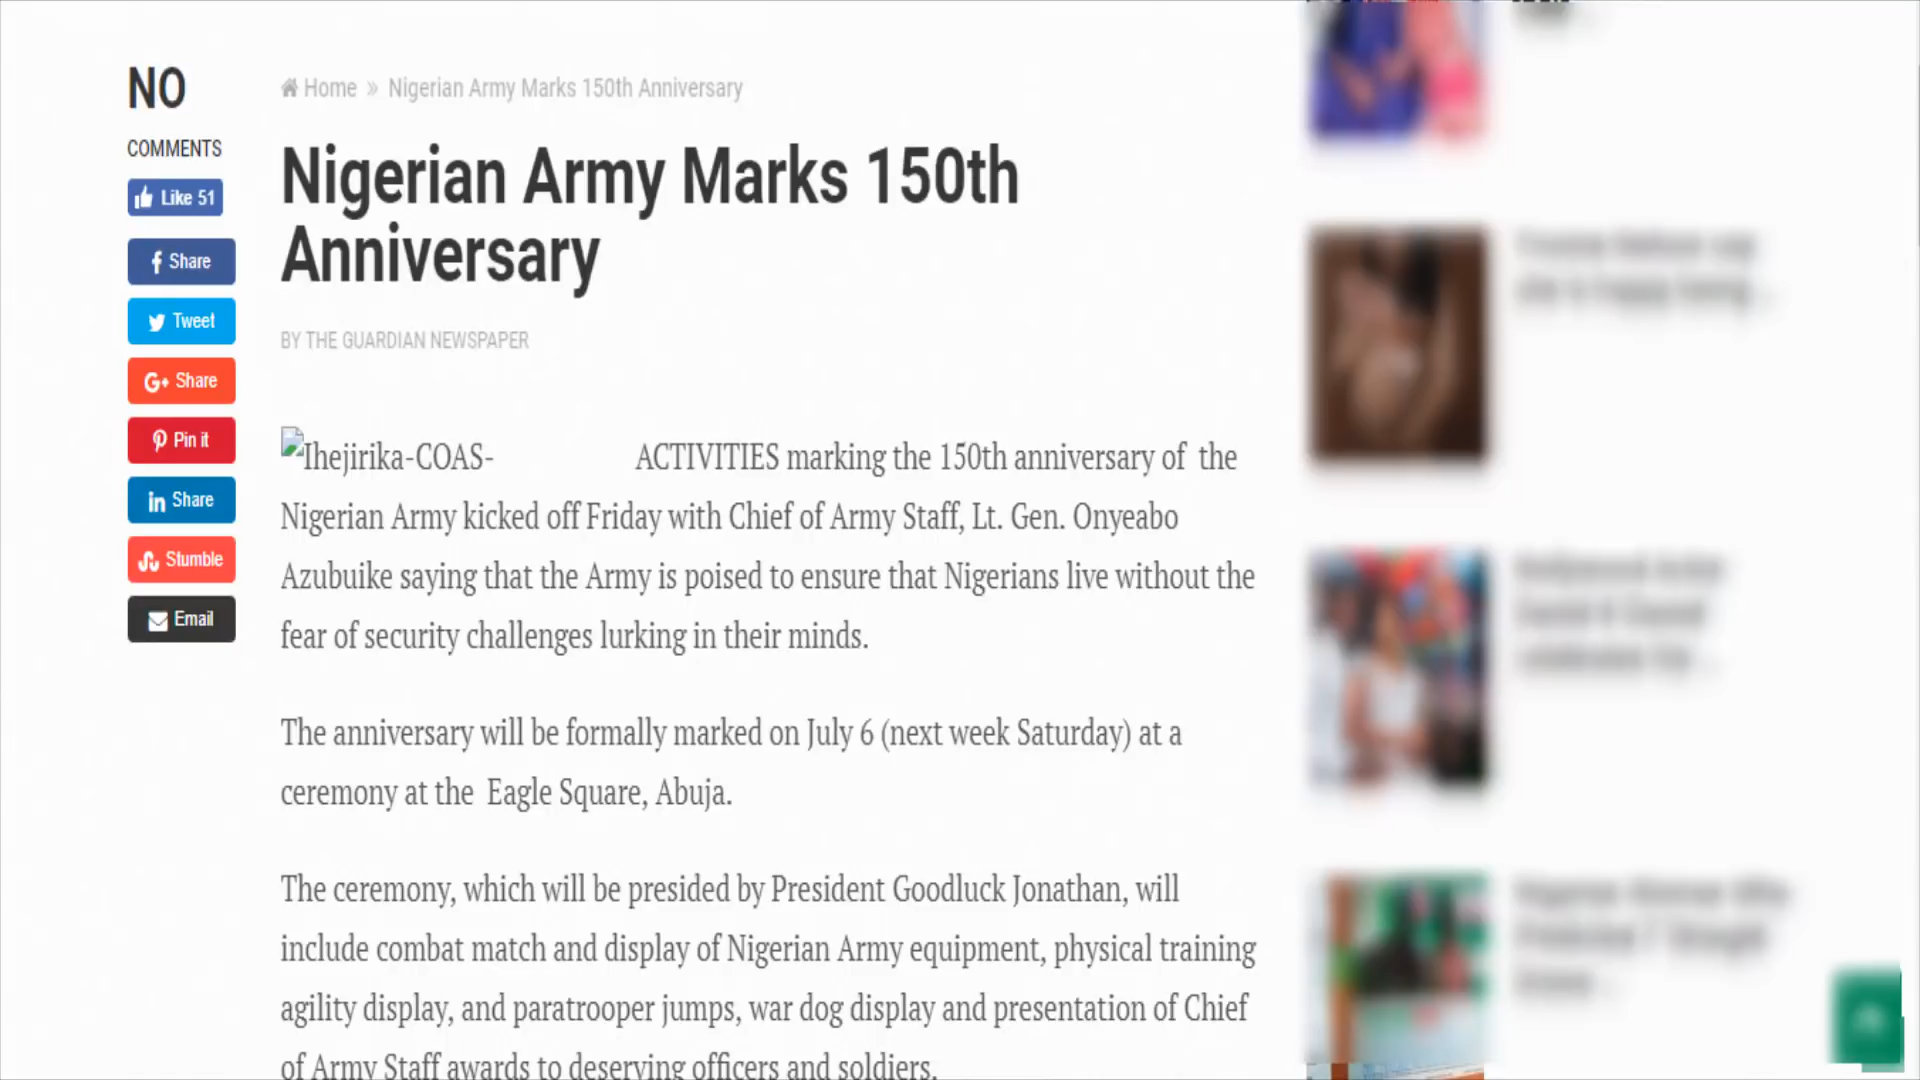 NO
COMMENTS
Like 51
Share
Tweet
G+ Share
Pin it
in Share
Stumble
Email
Home » Nigerian Army Marks 150th Anniversary
Nigerian Army Marks 150th
Anniversary
BY THE GUARDIAN NEWSPAPER
Ihejirika-COAS- ACTIVITIES marking the 150th anniversary of the
Nigerian Army kicked off Friday with Chief of Army Staff, Lt. Gen. Onyeabo
Azubuike saying that the Army is poised to ensure that Nigerians live without the
fear of security challenges lurking in their minds.
The anniversary will be formally marked on July 6 (next week Saturday) at a
ceremony at the Eagle Square, Abuja.
The ceremony, which will be presided by President Goodluck Jonathan, will
include combat match and display of Nigerian Army equipment, physical training
agility display, and paratrooper jumps, war dog display and presentation of Chief
of Army Staff awards to deserving officers and soldiers.